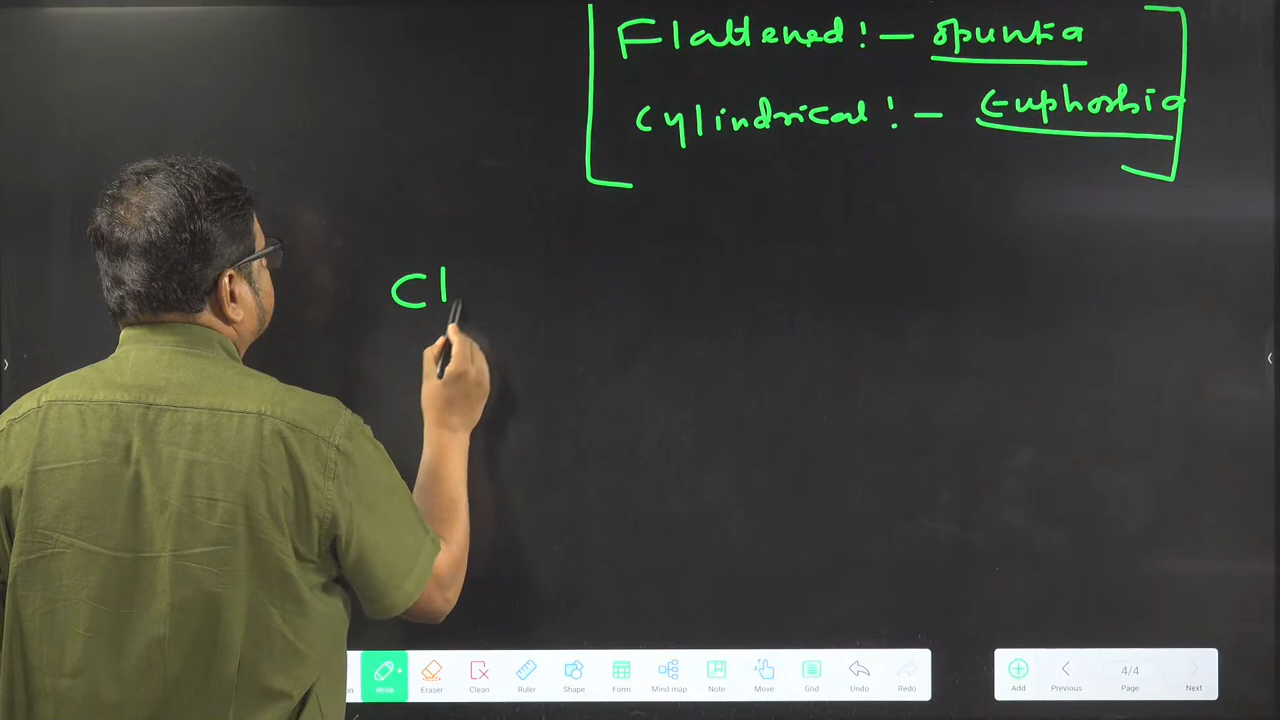 Flattened! - opuntia
Cylindrical! - Euphorbia
Cl
Write
Eraser
Clean
Ruler
Shape
Form
Mind map
Note
Move
Grid
Undo
Redo
Add
Previous
4/4
Page
Next